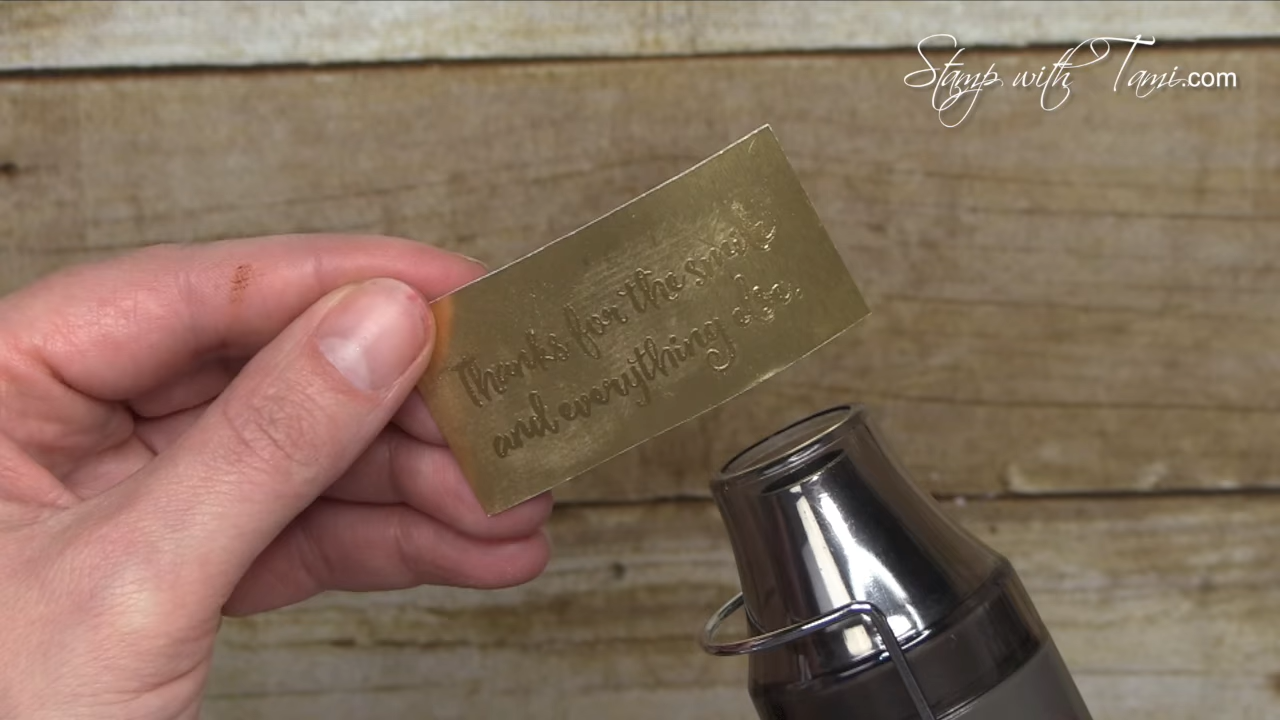 Stamp with Tami.com
Thanks for the smile
and everything else.